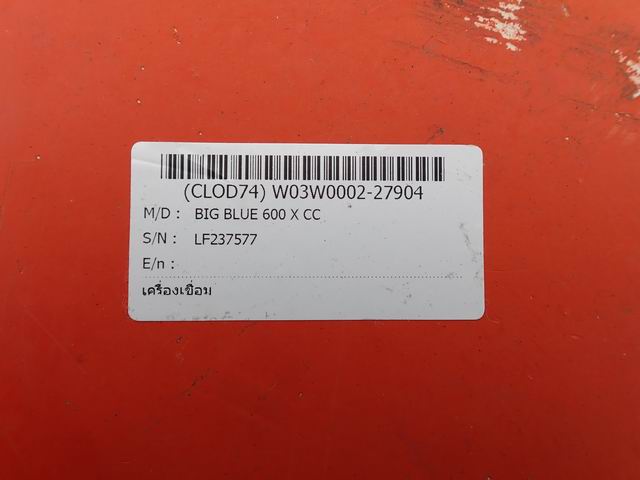 (CLOD74) W03W0002-27904
M/D : BIG BLUE 600 X CC
S/N : LF237577
E/n :
เครื่องเชื่อม